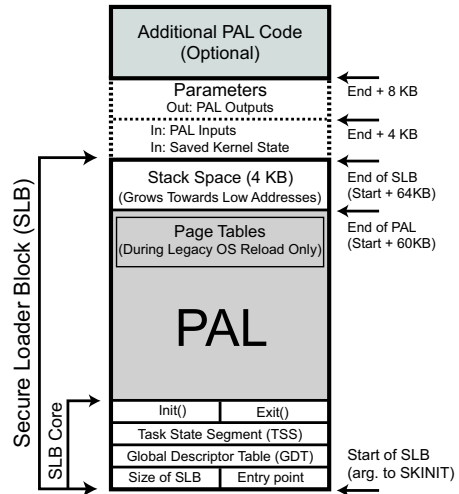 Additional PAL Code
(Optional)
End + 8 KB
Parameters
Out: PAL Outputs
End + 4 KB
In: PAL Inputs
In: Saved Kernel State
End of SLB
(Start + 64KB)
Stack Space (4 KB)
(Grows Towards Low Addresses)
End of PAL
(Start + 60KB)
Page Tables
(During Legacy OS Reload Only)
PAL
Secure Loader Block (SLB)
SLB Core
Init()
Exit()
Task State Segment (TSS)
Global Descriptor Table (GDT)
Size of SLB
Entry point
Start of SLB
(arg. to SKINIT)